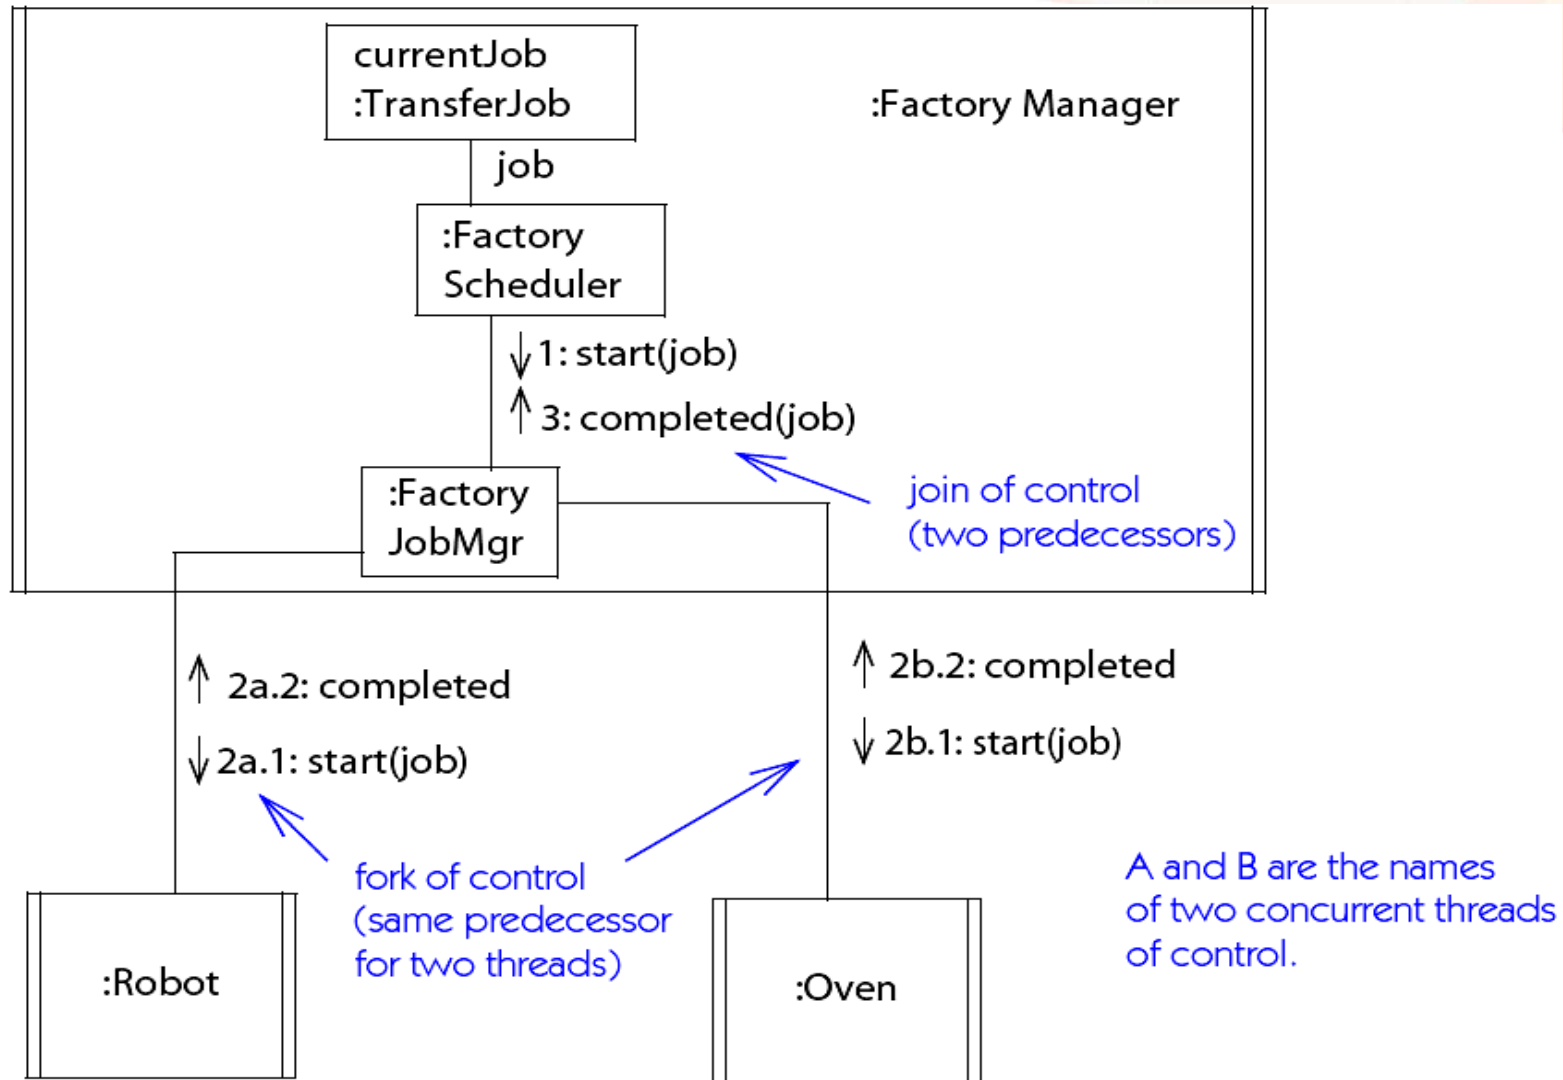 currentJob
:TransferJob
:Factory Manager
job
:Factory
Scheduler
1: start(job)
3: completed(job)
:Factory
JobMgr
join of control
(two predecessors)
2a.2: completed
2a.1: start(job)
2b.2: completed
2b.1: start(job)
fork of control
(same predecessor
for two threads)
A and B are the names
of two concurrent threads
of control.
:Robot
:Oven